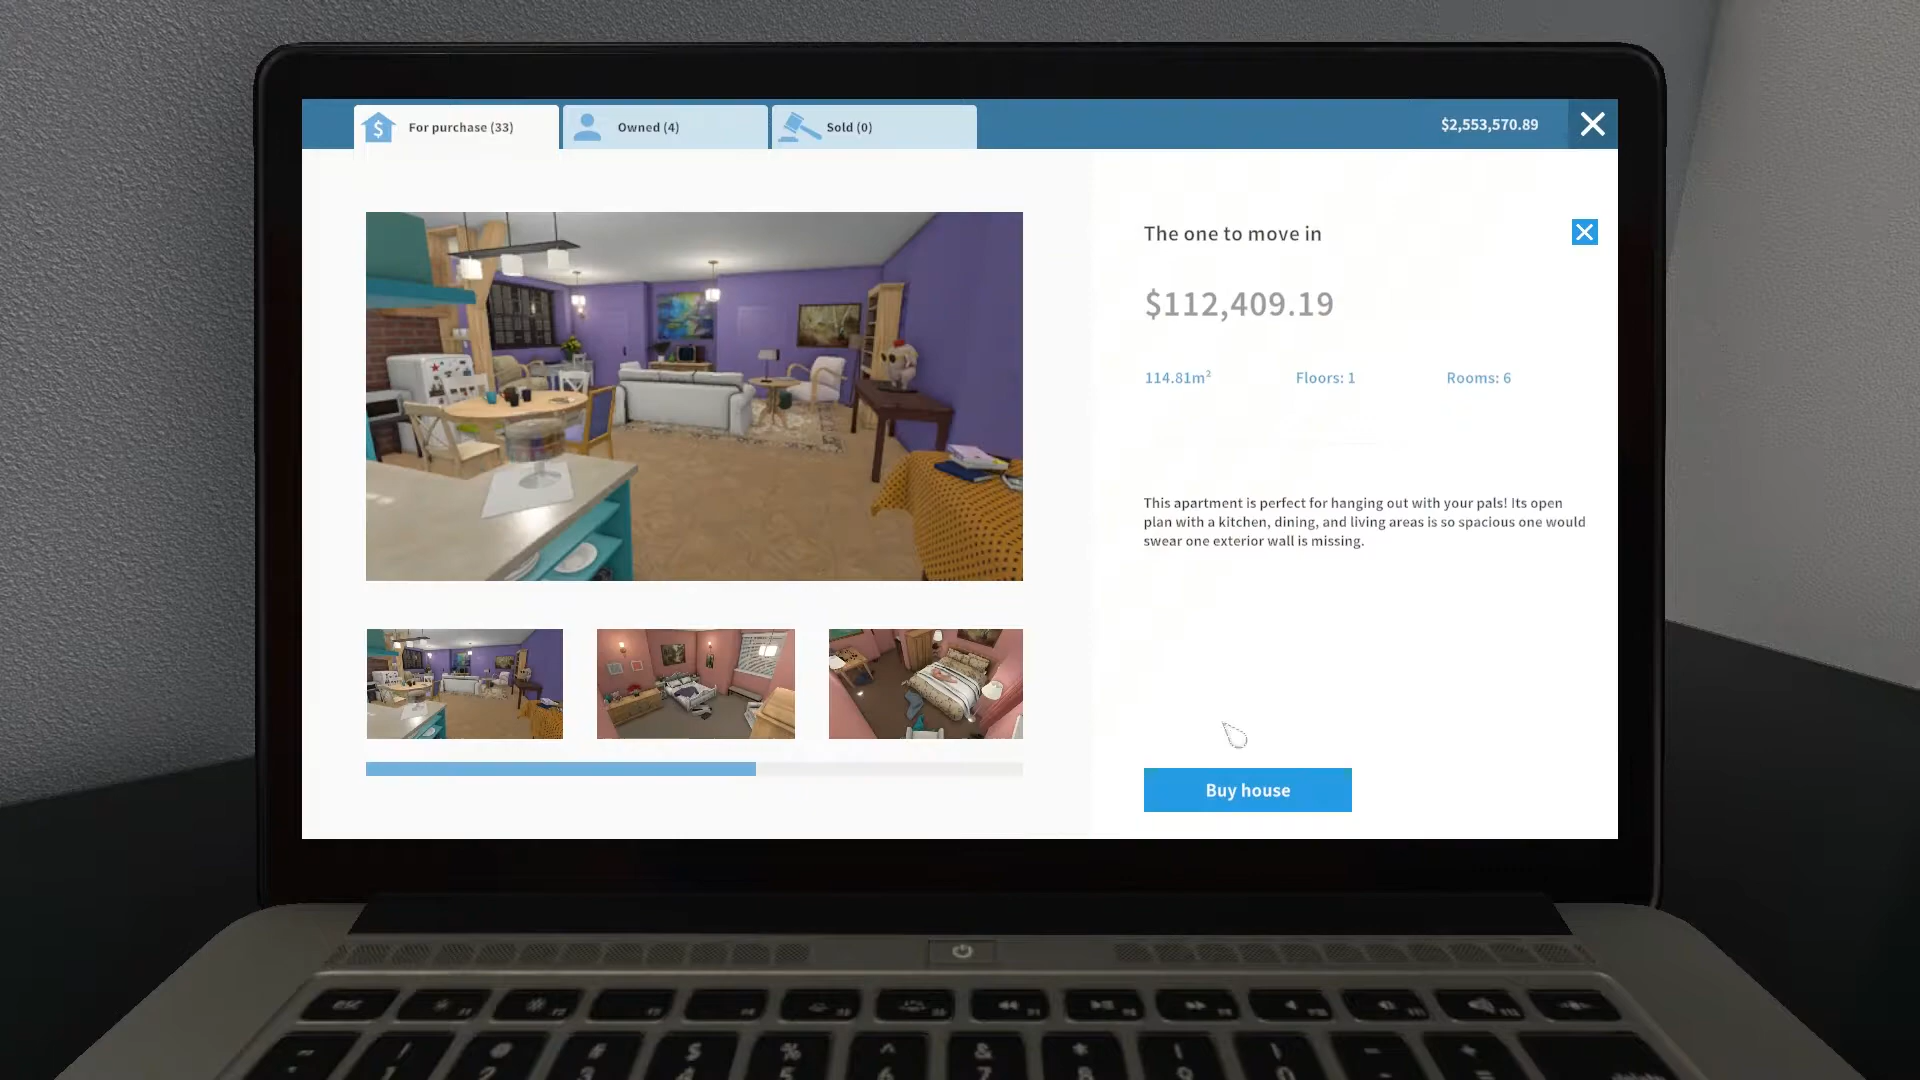 For purchase (33)
Owned (4)
Sold (0)
$2,553,570.89
The one to move in
$112,409.19
114.81m²
Floors: 1
Rooms: 6
This apartment is perfect for hanging out with your pals! Its open
plan with a kitchen, dining, and living areas is so spacious one would
swear one exterior wall is missing.
Buy house
esc